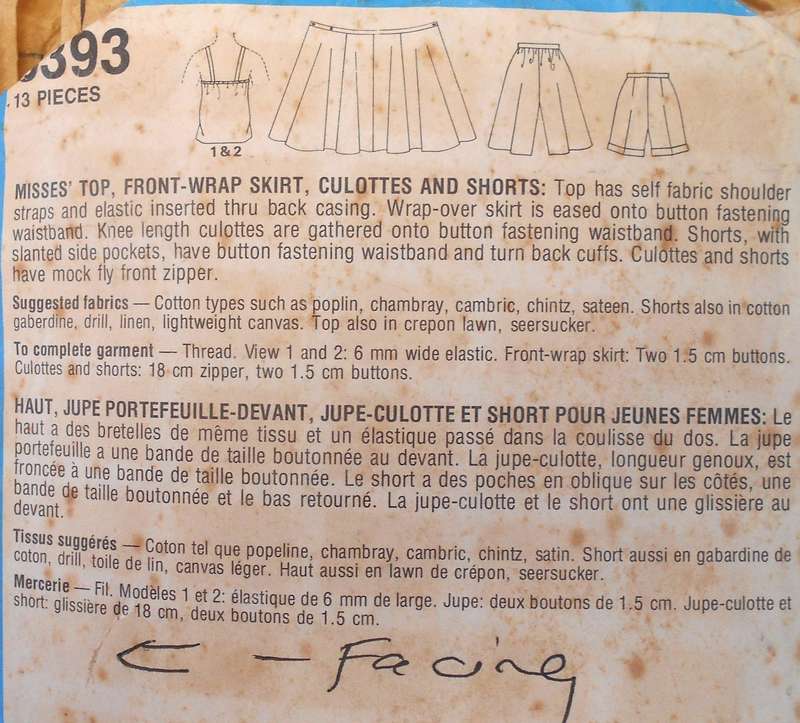 393
13 PIECES
1 & 2
MISSES' TOP, FRONT-WRAP SKIRT, CULOTTES AND SHORTS: Top has self fabric shoulder
straps and elastic inserted thru back casing. Wrap-over skirt is eased onto button fastening
waistband. Knee length culottes are gathered onto button fastening waistband. Shorts, with
slanted side pockets, have button fastening waistband and turn back cuffs. Culottes and shorts
have mock fly front zipper.
Suggested fabrics — Cotton types such as poplin, chambray, cambric, chintz, sateen. Shorts also in cotton
gaberdine, drill, linen, lightweight canvas. Top also in crepon lawn, seersucker.
To complete garment — Thread. View 1 and 2: 6 mm wide elastic. Front-wrap skirt: Two 1.5 cm buttons.
Culottes and shorts: 18 cm zipper, two 1.5 cm buttons.
HAUT, JUPE PORTEFEUILLE-DEVANT, JUPE-CULOTTE ET SHORT POUR JEUNES FEMMES: Le
haut a des bretelles de même tissu et un élastique passé dans la coulisse du dos. La jupe
portefeuille a une bande de taille boutonnée au devant. La jupe-culotte, longueur genoux, est
froncée à une bande de taille boutonnée. Le short a des poches en oblique sur les côtés, une
bande de taille boutonnée et le bas retourné. La jupe-culotte et le short ont une glissière au
devant.
Tissus suggérés — Coton tel que popeline, chambray, cambric, chintz, satin. Short aussi en gabardine de
coton, drill, toile de lin, canvas léger. Haut aussi en lawn de crépon, seersucker.
Mercerie — Fil. Modèles 1 et 2: élastique de 6 mm de large. Jupe: deux boutons de 1.5 cm. Jupe-culotte et
short: glissière de 18 cm, deux boutons de 1.5 cm.
— Facing